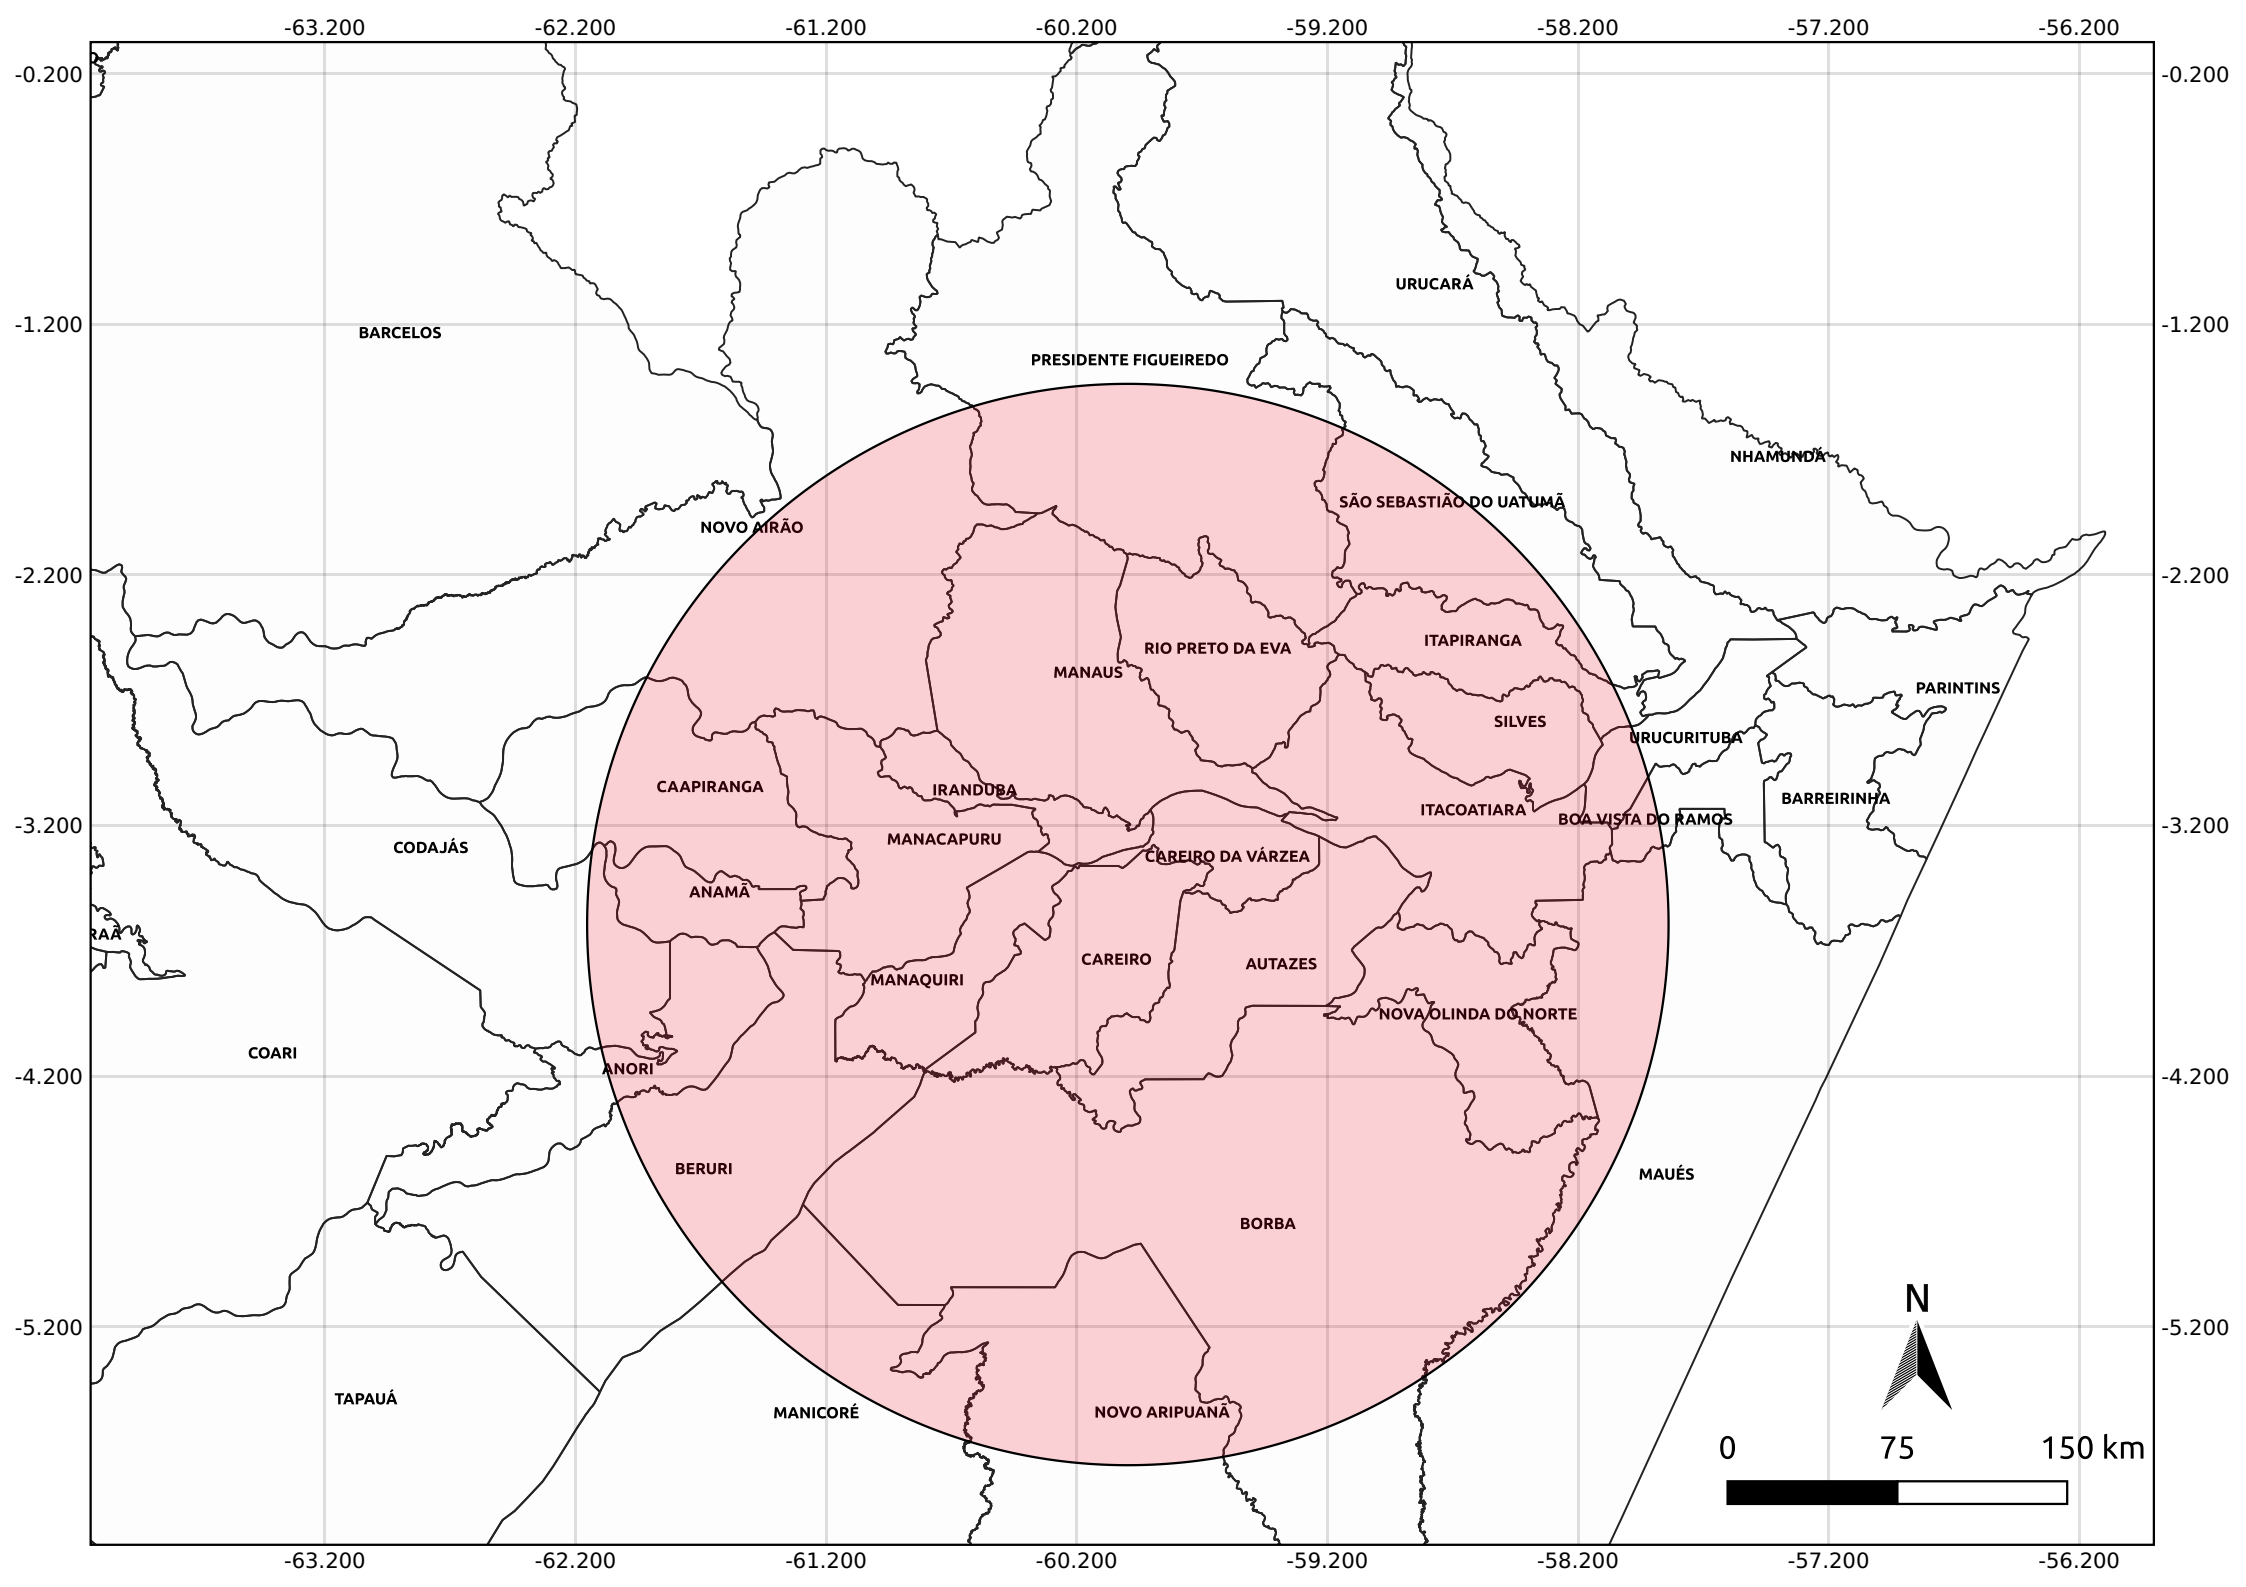 -63.200 -62.200 -61.200 -60.200 -59.200 -58.200 -57.200 -56.200
-0.200 -0.200
URUCARÁ
-1.200 -1.200
BARCELOS
PRESIDENTE FIGUEIREDO
NHAMUNDÁ
SÃO SEBASTIÃO DO UATUMÃ
NOVO AIRÃO
-2.200 -2.200
ITAPIRANGA
RIO PRETO DA EVA
MANAUS
PARINTINS
SILVES
URUCURITUBA
CAAPIRANGA
IRANDUBA
BARREIRINHA
ITACOATIARA
BOA VISTA DO RAMOS
-3.200 -3.200
MANACAPURU
CODAJÁS
CAREIRO DA VÁRZEA
ANAMÃ
RAÃ
CAREIRO
AUTAZES
MANAQUIRI
NOVA OLINDA DO NORTE
COARI
ANORI
-4.200 -4.200
BERURI
MAUÉS
BORBA
N
-5.200 -5.200
TAPAUÁ
MANICORÉ
NOVO ARIPUANÃ
0 75 150 km
-63.200 -62.200 -61.200 -60.200 -59.200 -58.200 -57.200 -56.200